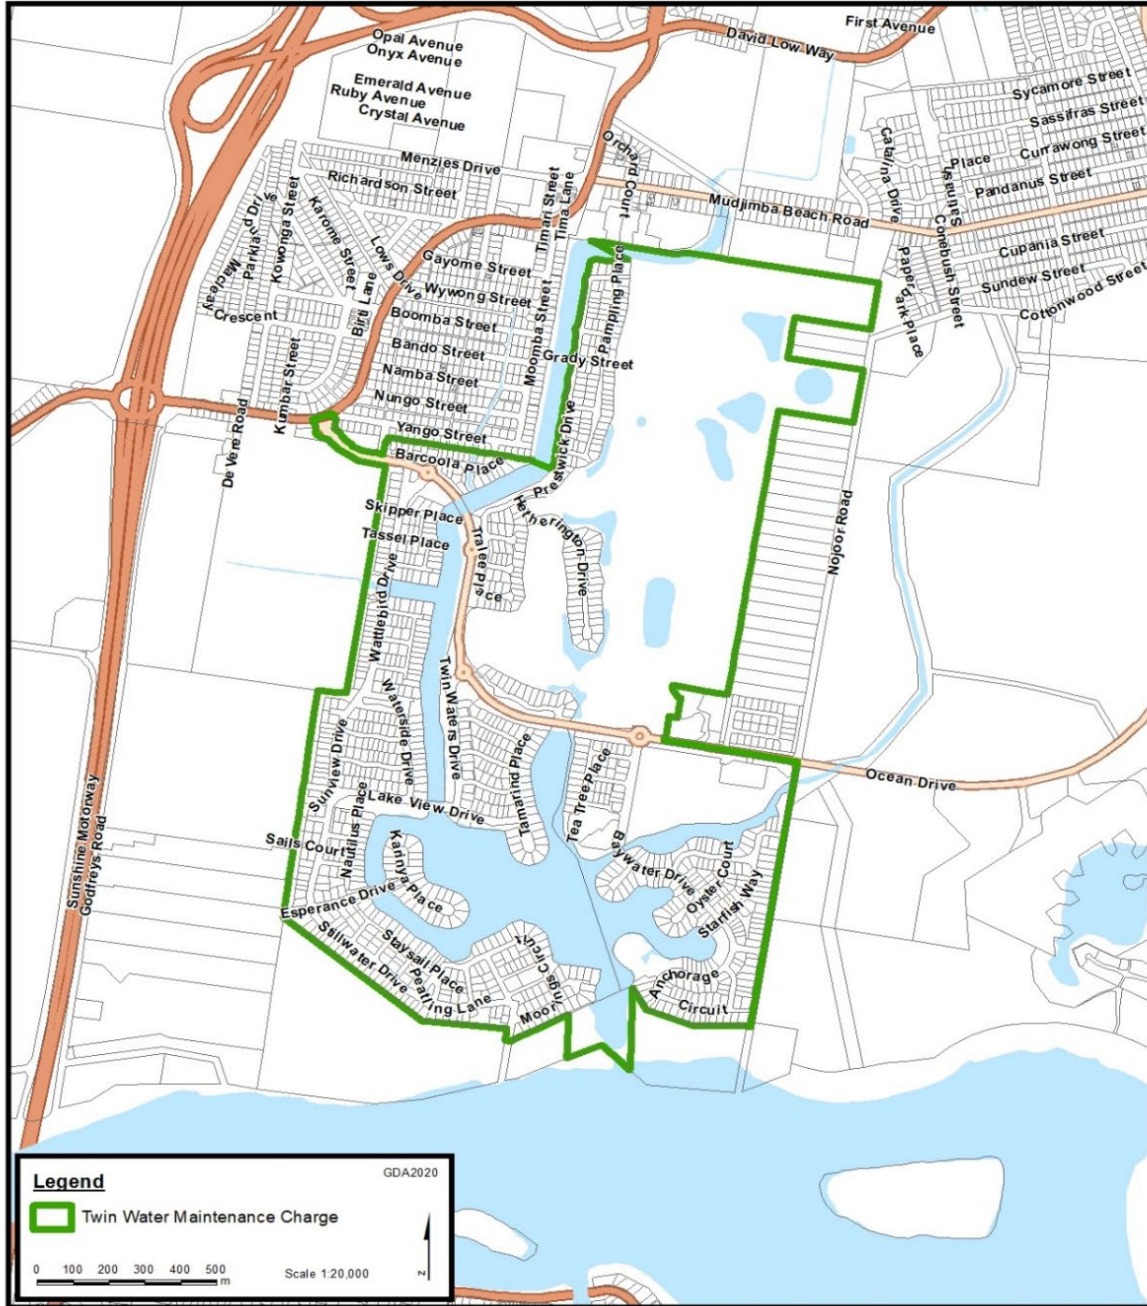 First Avenue
David Low Way
Opal Avenue
Onyx Avenue
Emerald Avenue
Ruby Avenue
Crystal Avenue
Sycamore Street
Sassifras Street
Currawong Street
Place
Pandanus Street
Catalina Drive
Sallnasu
Conebush Street
Cupania Street
Sundew Street
Cottonwood Street
Orchard Court
Menzies Drive
Richardson Street
Mudjimba Beach Road
Timari Street
Tima Lane
Parkland Drive
Kowonga Street
Karome Street
Lows Drive
Macleay
Crescent
Birti Lane
Gayome Street
Wywong Street
Boomba Street
Bando Street
Namba Street
Nungo Street
Yango Street
Moomba Street
Pampling Place
Grady Street
Paperbark Place
Kumbar Street
De Vere Road
Barcoola Place
Prestwick Drive
Skipper Place
Tassel Place
Tralee Place
Hetherington Drive
Nojoor Road
Wattlebird Drive
Waterside Drive
Twin Waters Drive
Sunview Drive
Nautilus Place
Lake View Drive
Tamarind Place
Tea Tree Place
Ocean Drive
Sunshine Motorway
Godfreys Road
Sails Court
Karinya Place
Baywater Drive
Oyster Court
Starfish Way
Esperance Drive
Stillwater Drive
Staysail Place
Pearling Lane
Moorings Circuit
Anchorage
Circuit
Legend
GDA2020
Twin Water Maintenance Charge
0 100 200 300 400 500
m
Scale 1:20,000
N